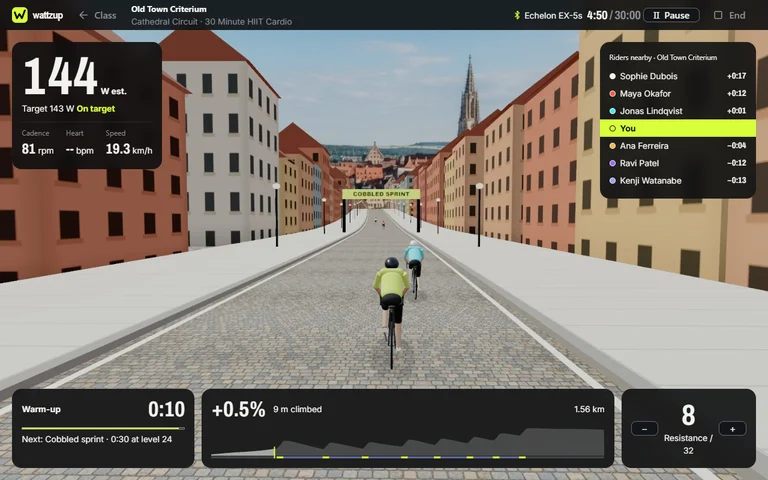 wattzup
Class
Old Town Criterium
Cathedral Circuit · 30 Minute HIIT Cardio
Echelon EX-5s
4:50 / 30:00
Pause
End
144 W est.
Target 143 W On target
Cadence Heart Speed
81 rpm -- bpm 19.3 km/h
Riders nearby · Old Town Criterium
Sophie Dubois +0:17
Maya Okafor +0:12
Jonas Lindqvist +0:01
You
Ana Ferreira −0:04
Ravi Patel −0:12
Kenji Watanabe −0:13
COBBLED SPRINT
Warm-up 0:10
Next: Cobbled sprint · 0:30 at level 24
+0.5% 9 m climbed 1.56 km
− 8 +
Resistance /
32